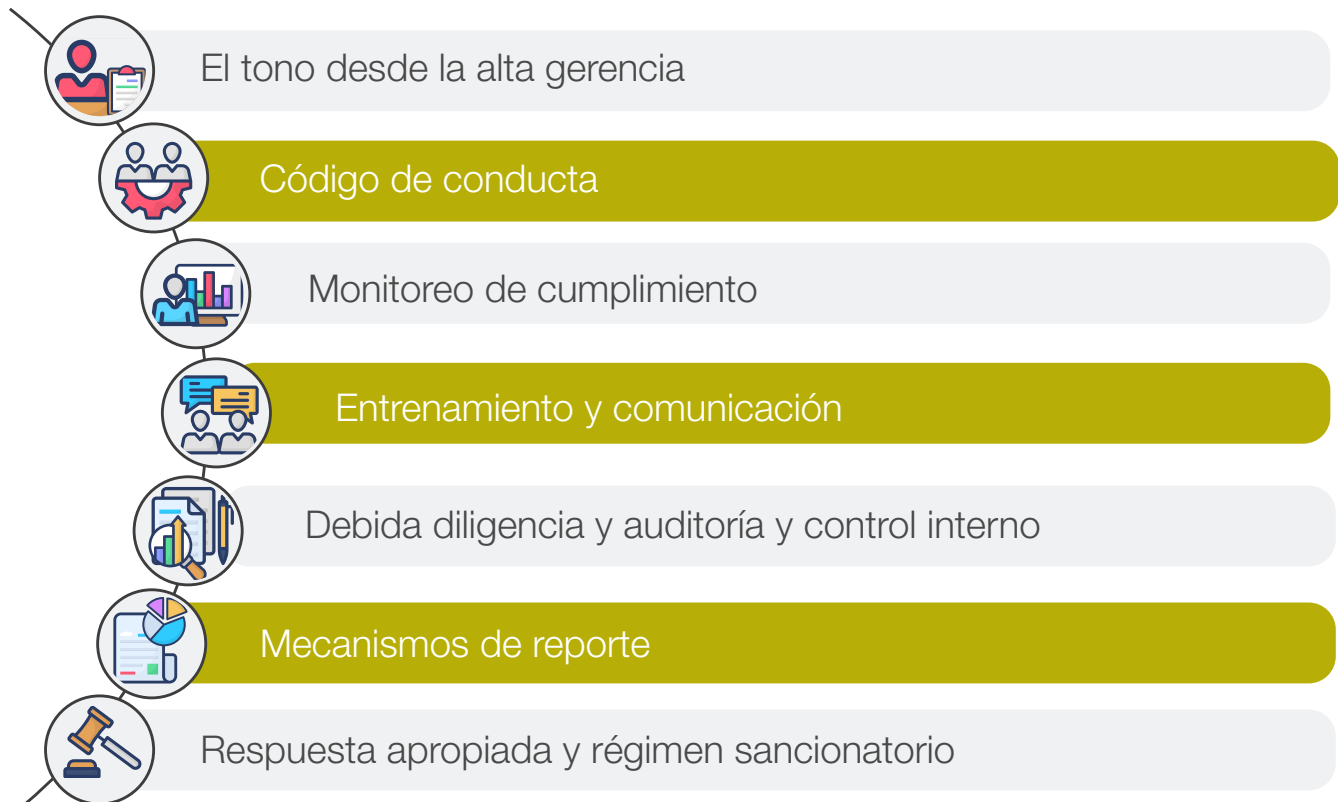 El tono desde la alta gerencia
Código de conducta
Monitoreo de cumplimiento
Entrenamiento y comunicación
Debida diligencia y auditoría y control interno
Mecanismos de reporte
Respuesta apropiada y régimen sancionatorio